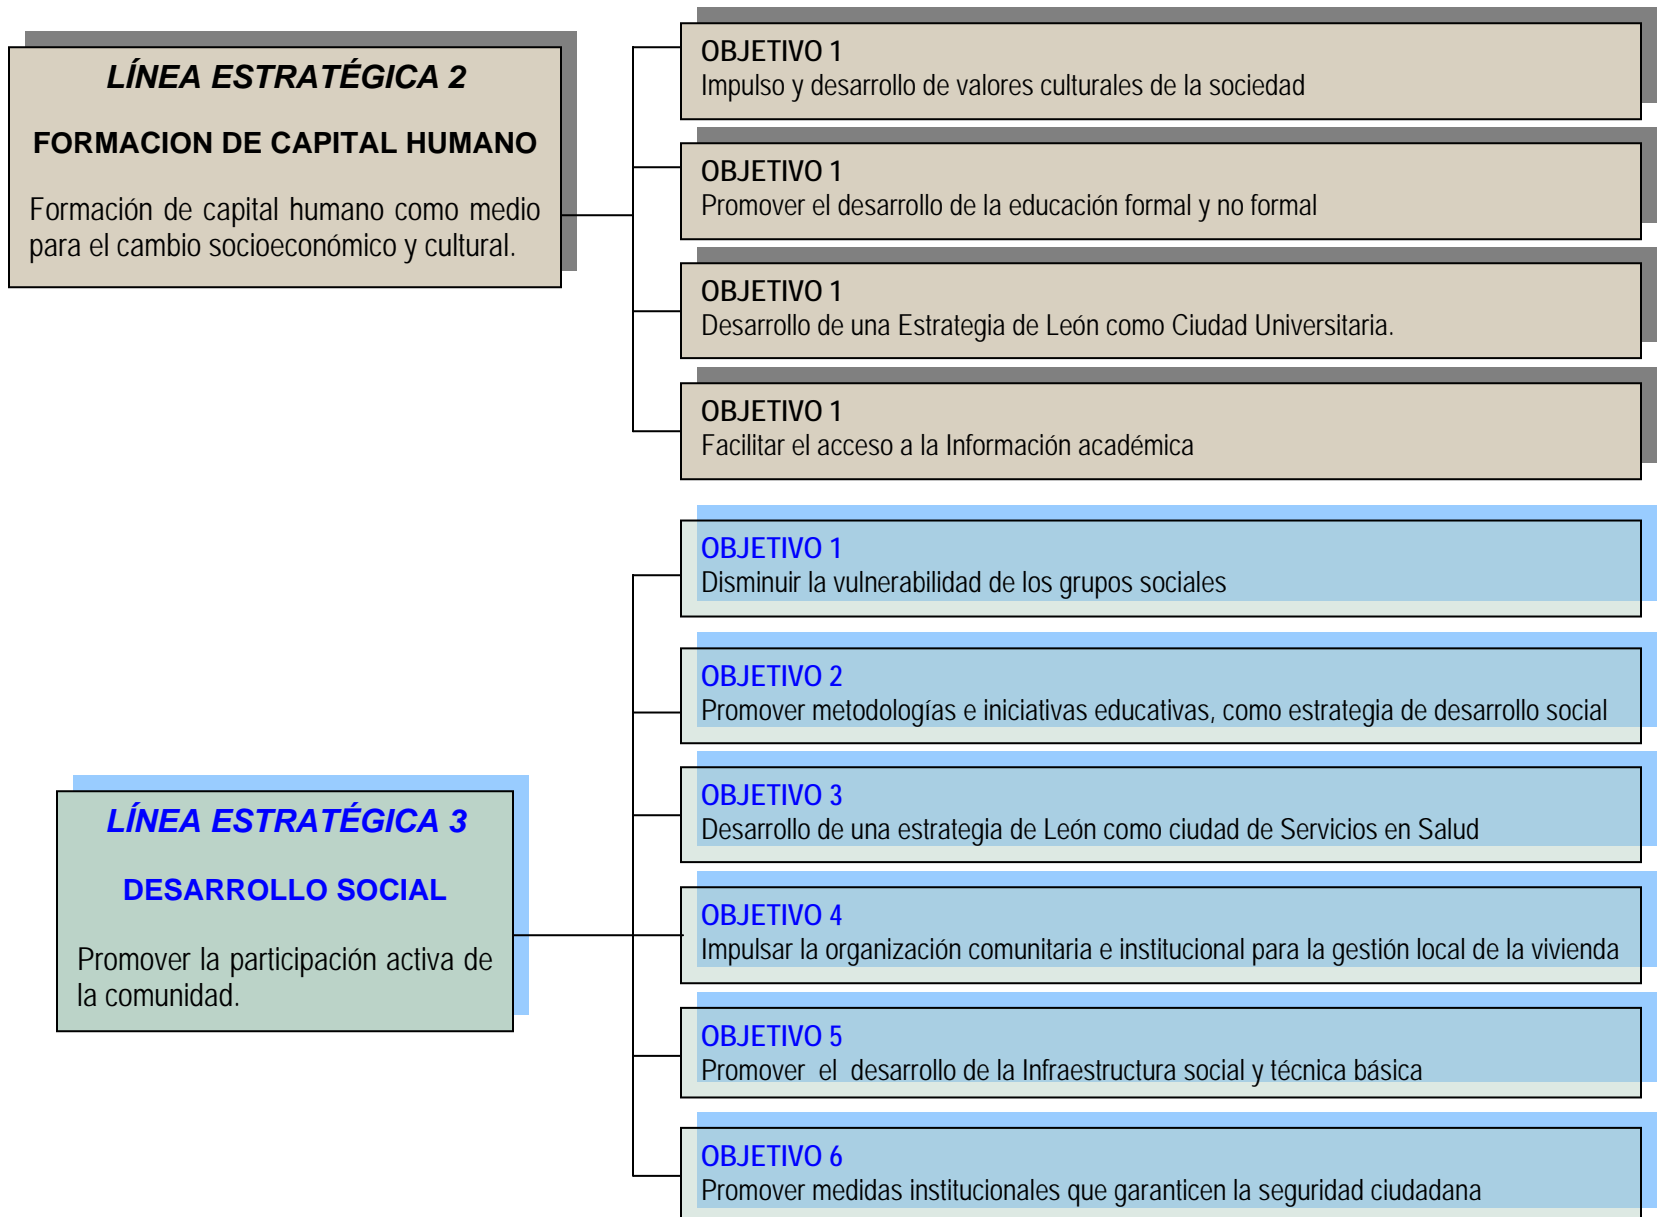 LÍNEA ESTRATÉGICA 2
FORMACION DE CAPITAL HUMANO
Formación de capital humano como medio
para el cambio socioeconómico y cultural.
OBJETIVO 1
Impulso y desarrollo de valores culturales de la sociedad
OBJETIVO 1
Promover el desarrollo de la educación formal y no formal
OBJETIVO 1
Desarrollo de una Estrategia de León como Ciudad Universitaria.
OBJETIVO 1
Facilitar el acceso a la Información académica
LÍNEA ESTRATÉGICA 3
DESARROLLO SOCIAL
Promover la participación activa de
la comunidad.
OBJETIVO 1
Disminuir la vulnerabilidad de los grupos sociales
OBJETIVO 2
Promover metodologías e iniciativas educativas, como estrategia de desarrollo social
OBJETIVO 3
Desarrollo de una estrategia de León como ciudad de Servicios en Salud
OBJETIVO 4
Impulsar la organización comunitaria e institucional para la gestión local de la vivienda
OBJETIVO 5
Promover el desarrollo de la Infraestructura social y técnica básica
OBJETIVO 6
Promover medidas institucionales que garanticen la seguridad ciudadana